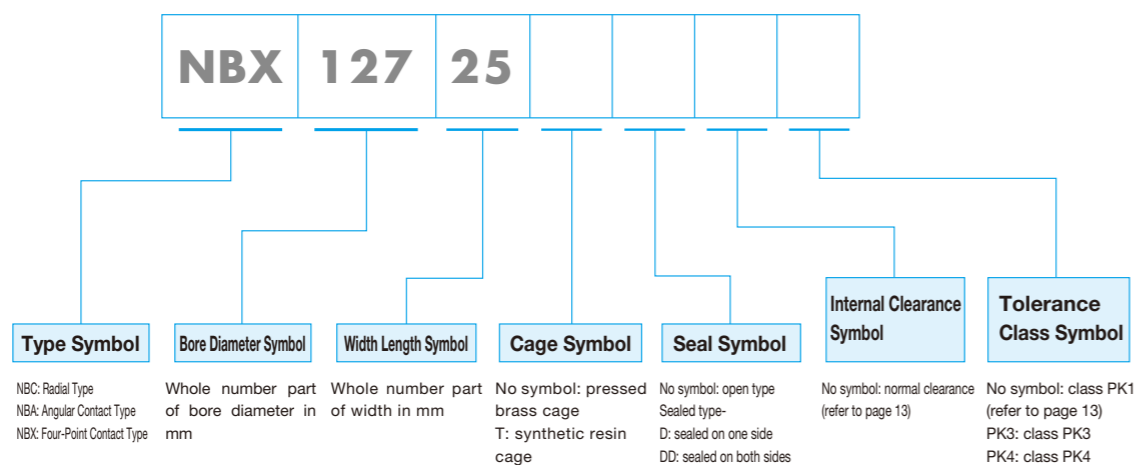 NBX 127 25
Type Symbol
NBC: Radial Type
NBA: Angular Contact Type
NBX: Four-Point Contact Type
Bore Diameter Symbol
Whole number part
of bore diameter in
mm
Width Length Symbol
Whole number part
of width in mm
Cage Symbol
No symbol: pressed
brass cage
T: synthetic resin
cage
Seal Symbol
No symbol: open type
Sealed type-
D: sealed on one side
DD: sealed on both sides
Internal Clearance
Symbol
No symbol: normal clearance
(refer to page 13)
Tolerance
Class Symbol
No symbol: class PK1
(refer to page 13)
PK3: class PK3
PK4: class PK4